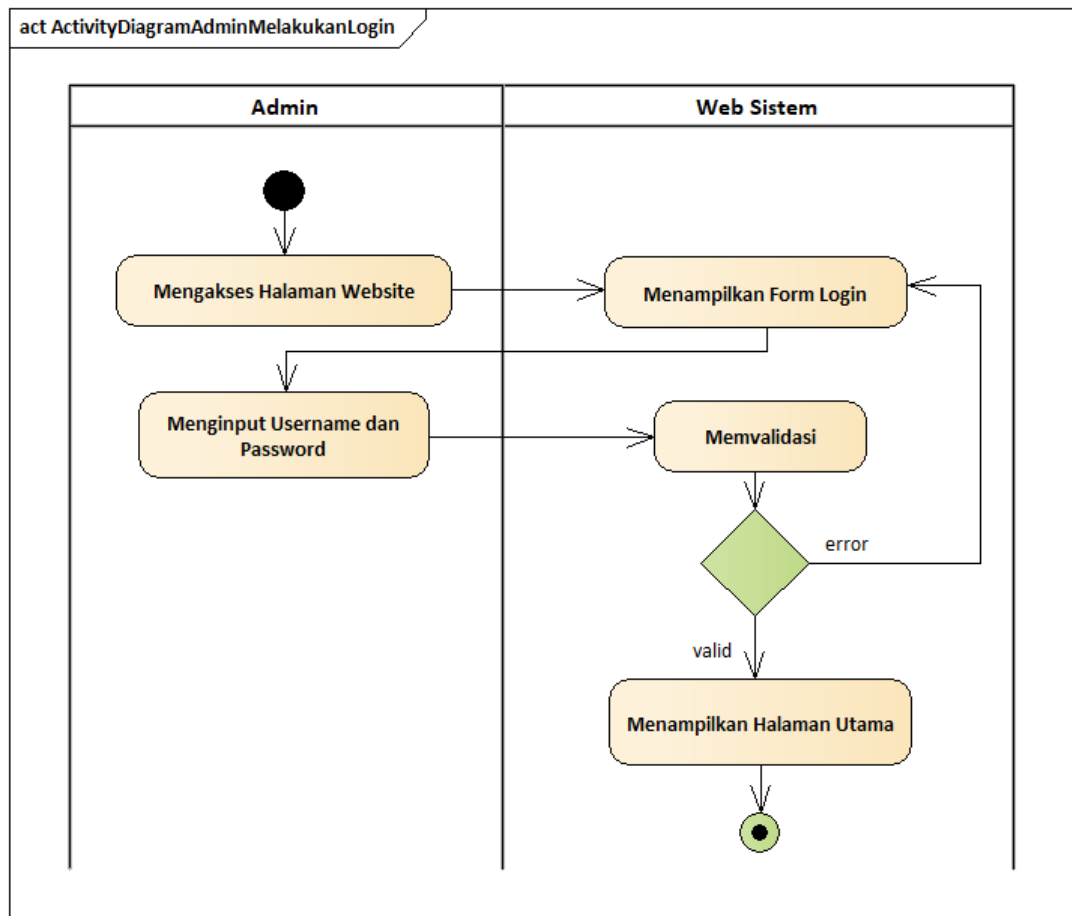 act ActivityDiagramAdminMelakukanLogin
Admin
Web Sistem
Mengakses Halaman Website
Menampilkan Form Login
Menginput Username dan
Password
Memvalidasi
error
valid
Menampilkan Halaman Utama